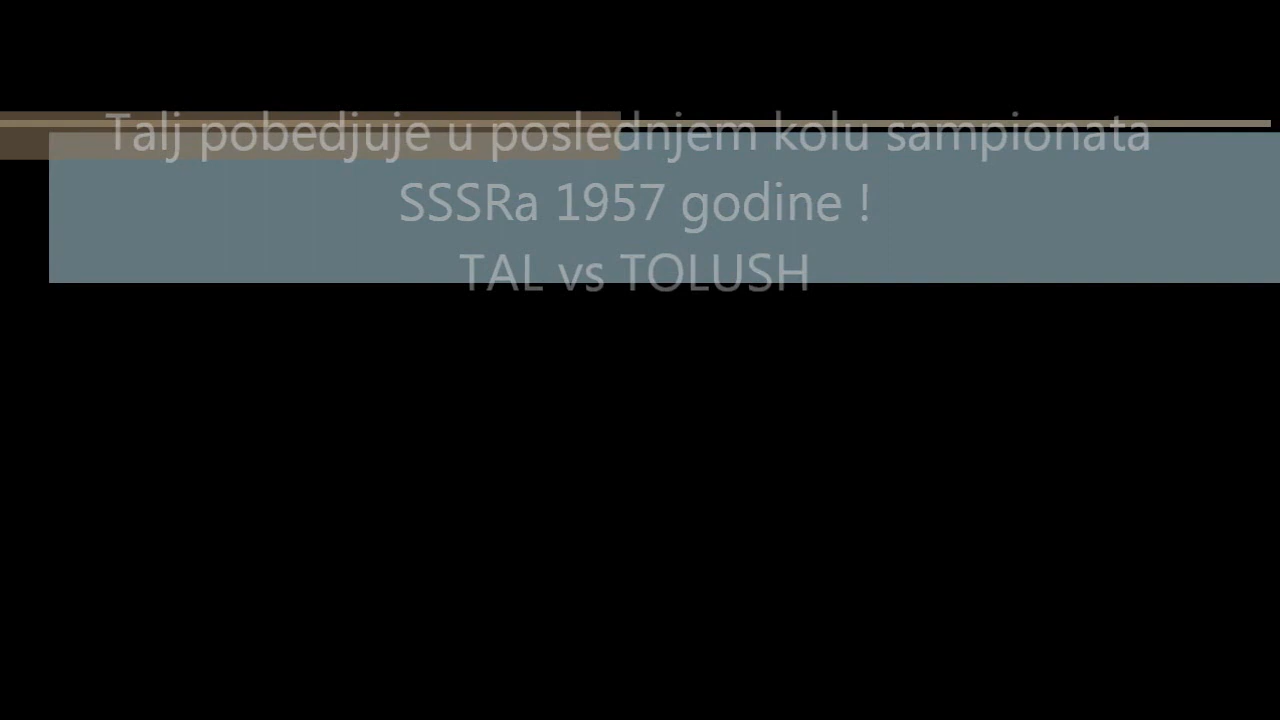 Talj pobedjuje u poslednjem kolu sampionata
SSSRa 1957 godine !
TAL vs TOLUSH